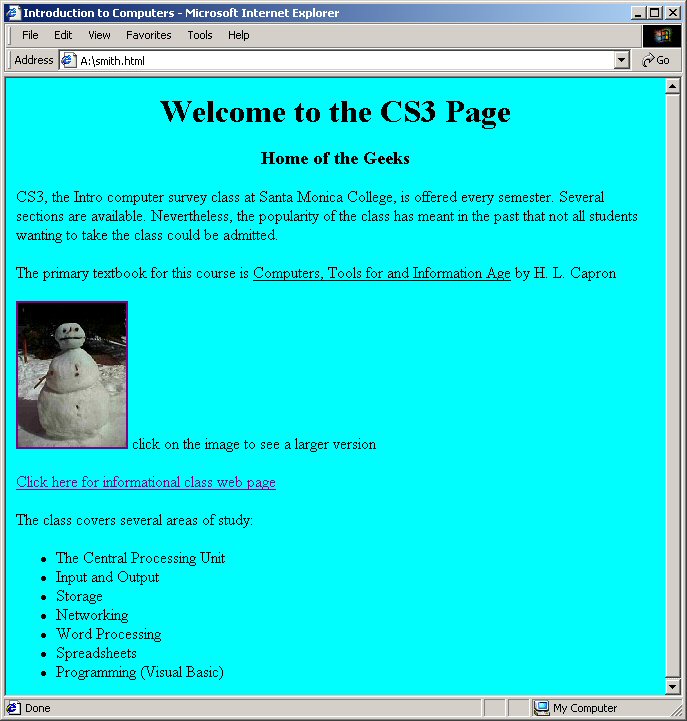 Introduction to Computers - Microsoft Internet Explorer
File Edit View Favorites Tools Help
Address A:\smith.html Go
Welcome to the CS3 Page
Home of the Geeks
CS3, the Intro computer survey class at Santa Monica College, is offered every semester. Several
sections are available. Nevertheless, the popularity of the class has meant in the past that not all students
wanting to take the class could be admitted.
The primary textbook for this course is Computers, Tools for and Information Age by H. L. Capron
click on the image to see a larger version
Click here for informational class web page
The class covers several areas of study:
• The Central Processing Unit
• Input and Output
• Storage
• Networking
• Word Processing
• Spreadsheets
• Programming (Visual Basic)
Done My Computer